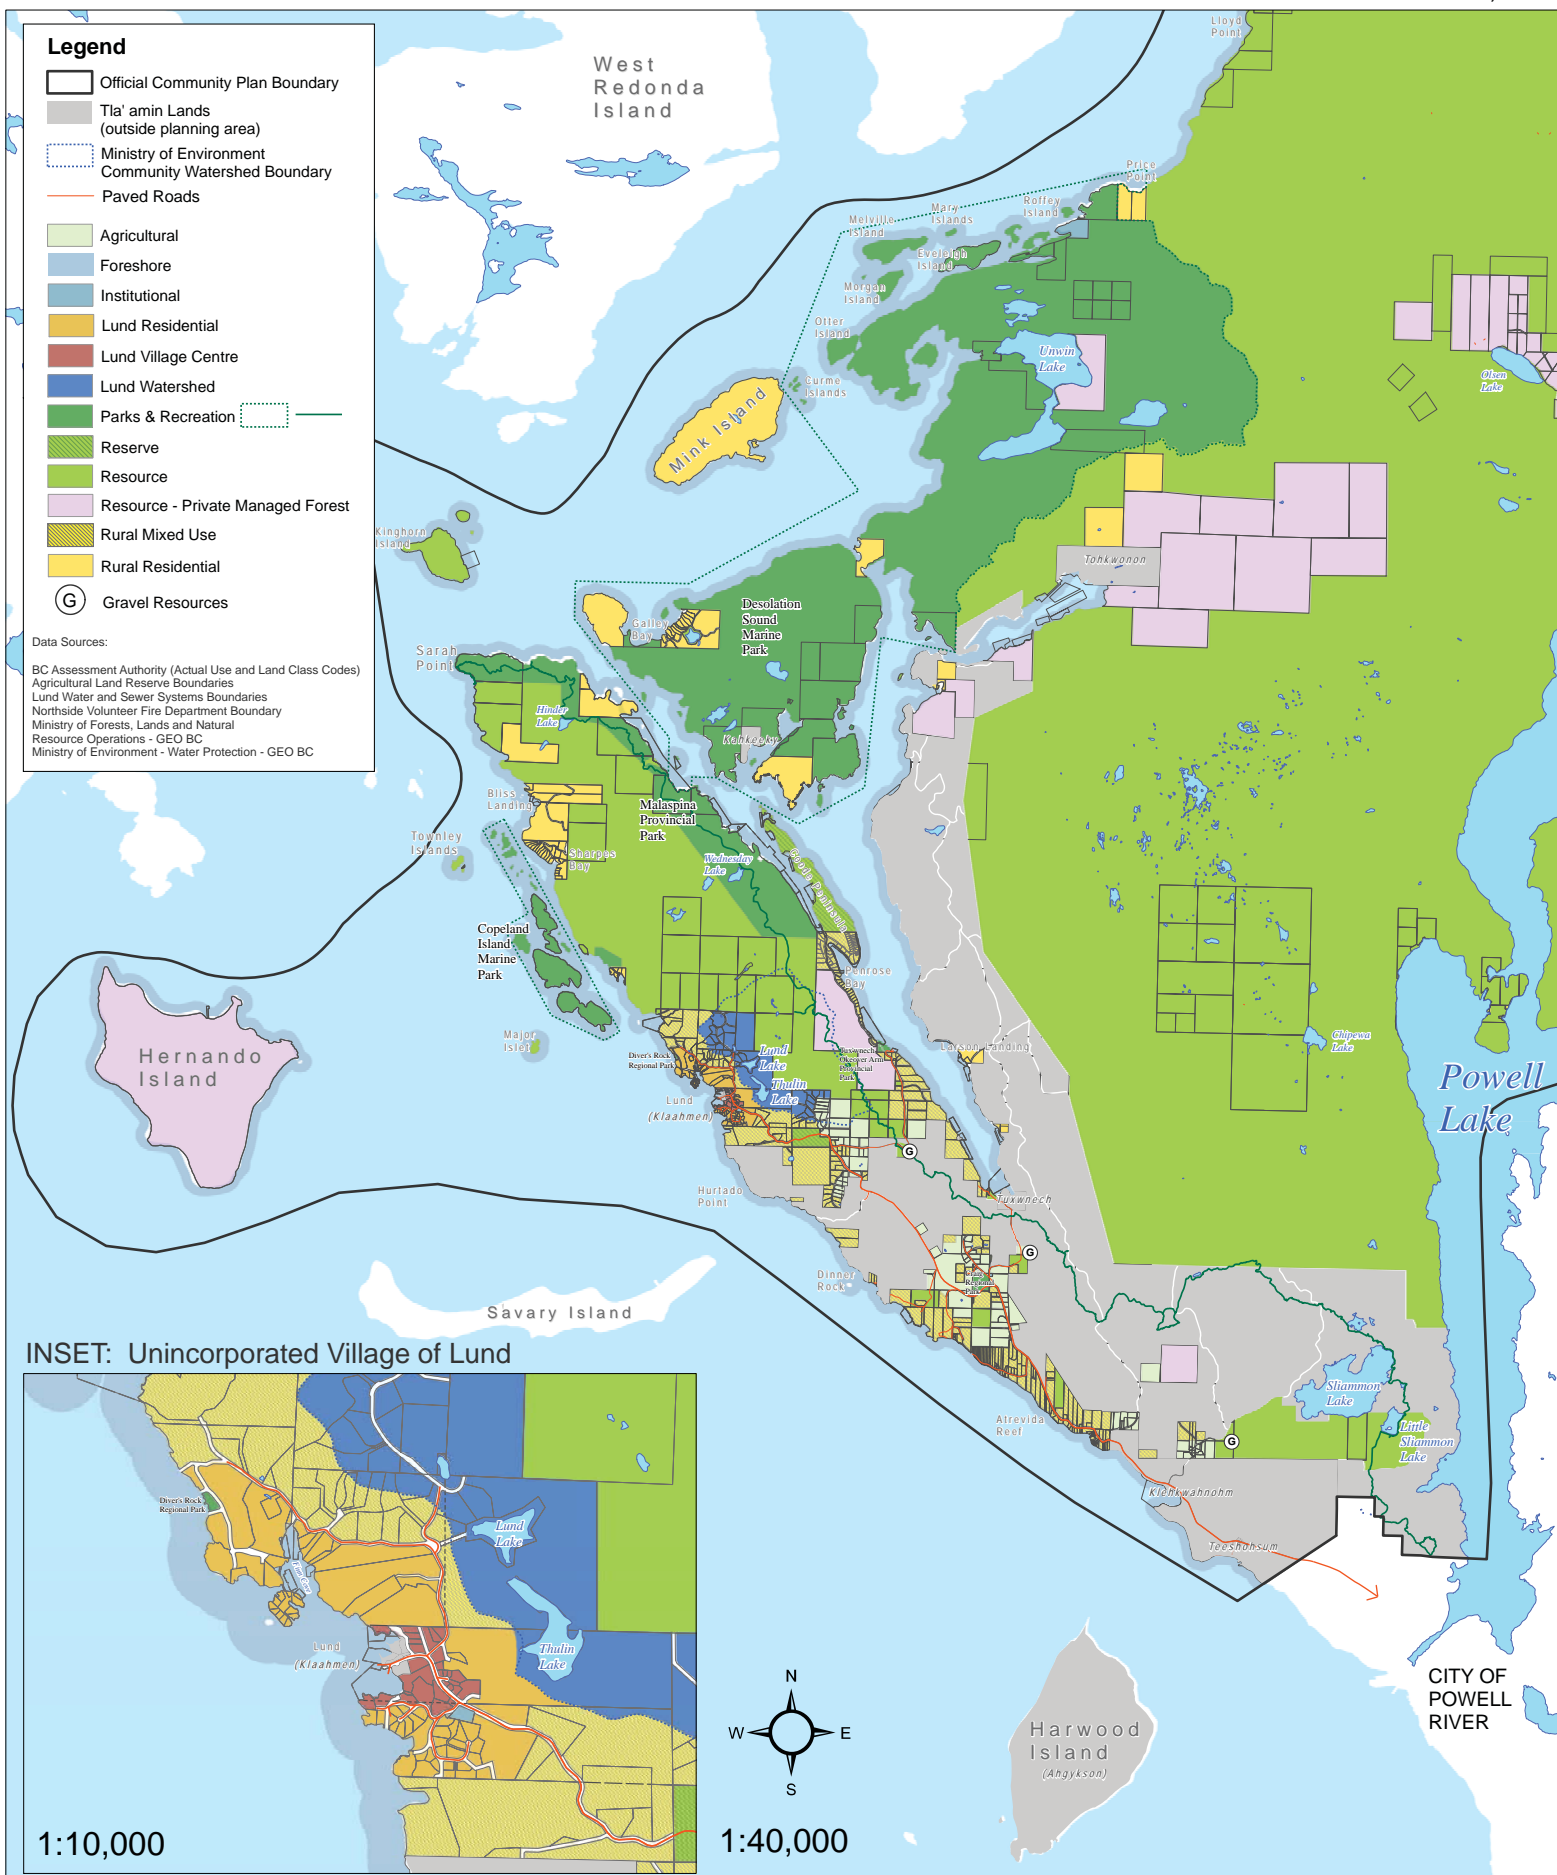 Legend
Official Community Plan Boundary
Tla' amin Lands
(outside planning area)
Ministry of Environment
Community Watershed Boundary
Paved Roads
Agricultural
Foreshore
Institutional
Lund Residential
Lund Village Centre
Lund Watershed
Parks & Recreation
Reserve
Resource
Resource - Private Managed Forest
Rural Mixed Use
Rural Residential
G
Gravel Resources
Data Sources:
BC Assessment Authority (Actual Use and Land Class Codes)
Agricultural Land Reserve Boundaries
Lund Water and Sewer Systems Boundaries
Northside Volunteer Fire Department Boundary
Ministry of Forests, Lands and Natural
Resource Operations - GEO BC
Ministry of Environment - Water Protection - GEO BC
West
Redonda
Island
Lloyd
Point
Price
Point
Roffey
Island
Mary
Islands
Melville
Island
Eveleigh
Island
Morgan
Island
Otter
Island
Curme
Islands
Unwin
Lake
Olsen
Lake
Mink Island
Kinghorn
Island
Tohkwonon
Desolation
Sound
Marine
Park
Galley
Bay
Sarah
Point
Hinder
Lake
Kahkeeky
Bliss
Landing
Malaspina
Provincial
Park
Townley
Islands
Sharpes
Bay
Wednesday
Lake
Coode Peninsula
Copeland
Island
Marine
Park
Penrose
Bay
Major
Islet
Diver's Rock
Regional Park
Lund
Lake
Tuxwnech
Okeover Arm
Provincial
Park
Larson Landing
Chipewa
Lake
Hernando
Island
Thulin
Lake
Lund
(Klaahmen)
Powell
Lake
G
Hurtado
Point
Tuxwnech
G
Dinner
Rock
Regional
Park
Savary Island
Sliammon
Lake
Atrevida
Reef
Little
Sliammon
Lake
G
Klehkwahnohm
Teeshohsum
INSET: Unincorporated Village of Lund
Diver's Rock
Regional Park
Lund
Lake
Finn Cove
Lund
(Klaahmen)
Thulin
Lake
1:10,000
N
W
E
S
1:40,000
Harwood
Island
(Ahgykson)
CITY OF
POWELL
RIVER